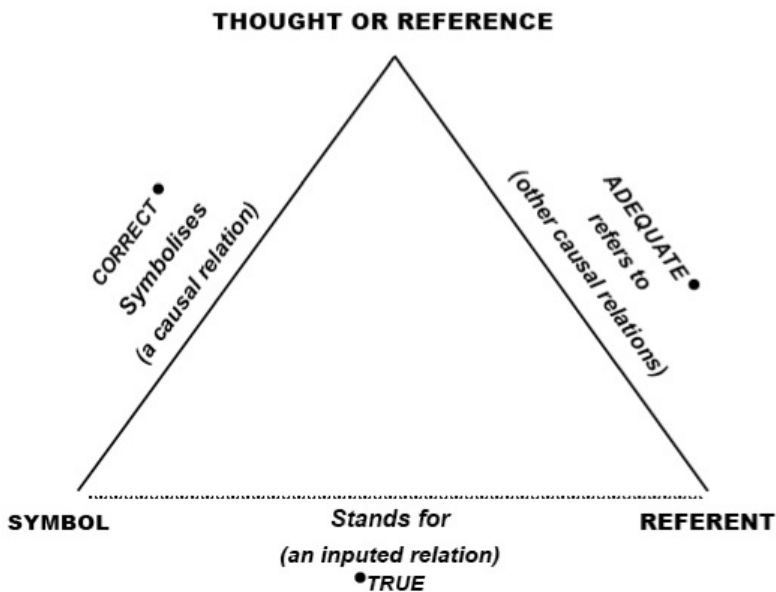 THOUGHT OR REFERENCE
CORRECT •
Symbolises
(a causal relation)
ADEQUATE •
refers to
(other causal relations)
SYMBOL
Stands for
(an inputed relation)
•TRUE
REFERENT